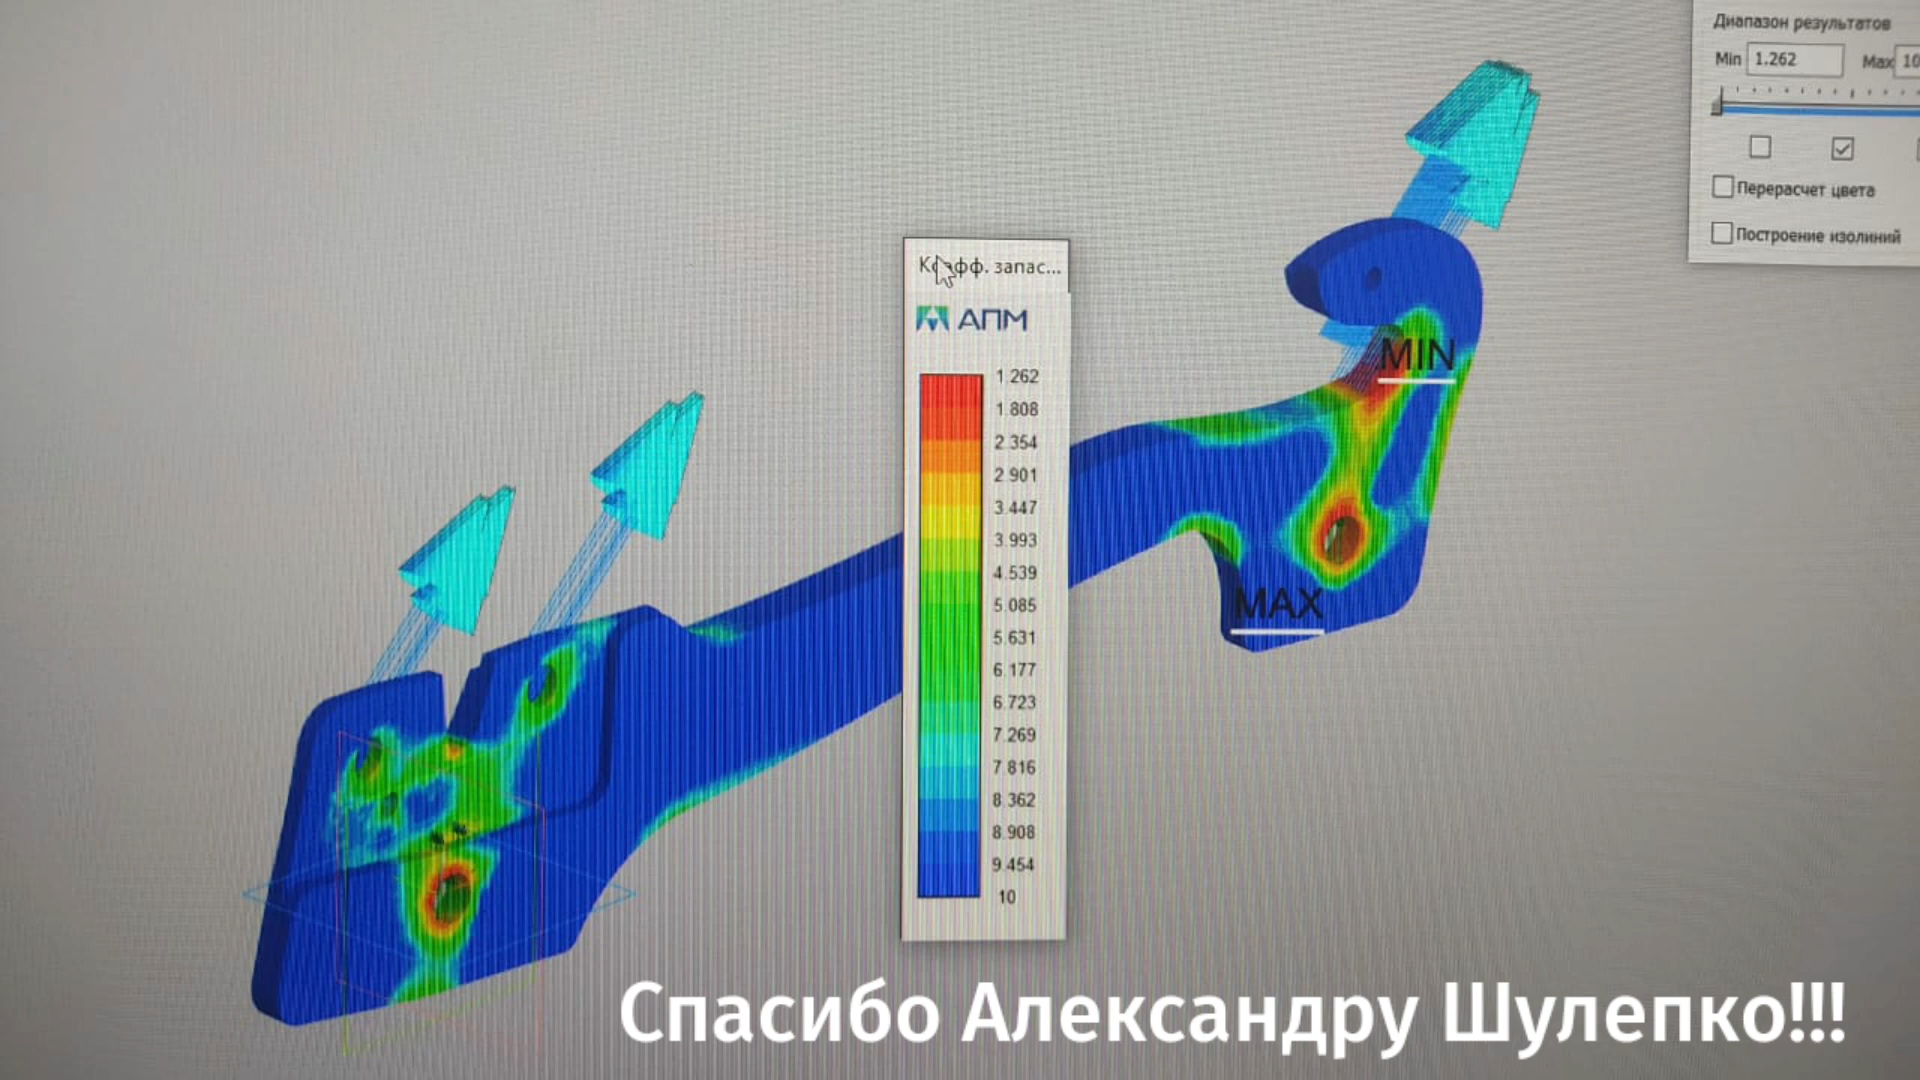 Диапазон результатов
Min 1.262 Max 10
Перерасчет цвета
Построение изолиний
Коэфф. запас...
АПМ
1.262
1.808
2.354
2.901
3.447
3.993
4.539
5.085
5.631
6.177
6.723
7.269
7.816
8.362
8.908
9.454
10
MIN
MAX
Спасибо Александру Шулепко!!!